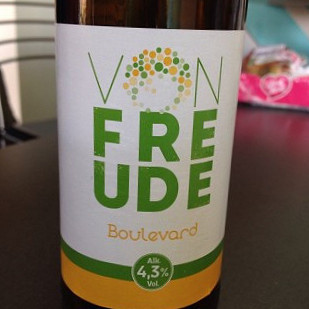 VON
FRE
UDE
Boulevard
Alk.
4,3%
Vol.